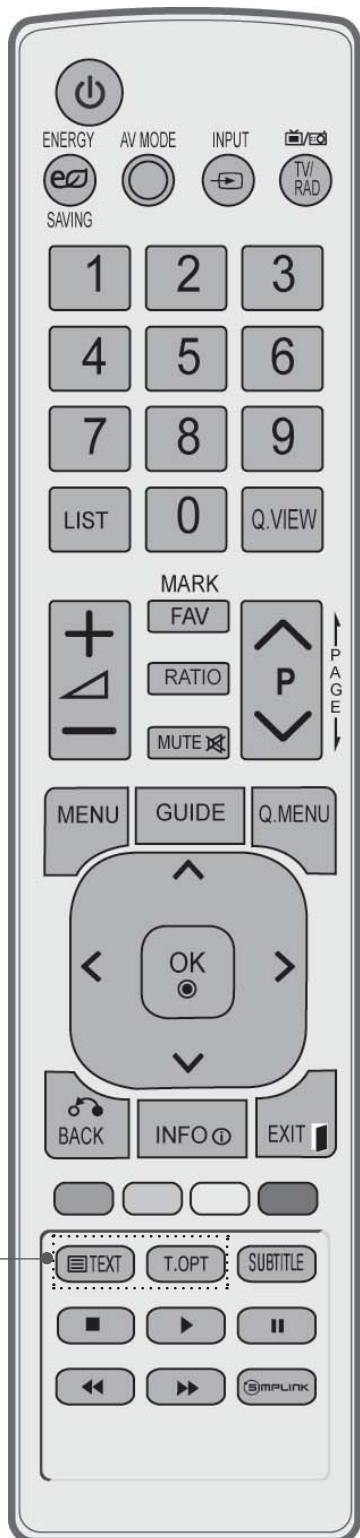 ENERGY AV MODE INPUT
SAVING
TV/
RAD
1 2 3
4 5 6
7 8 9
LIST 0 Q.VIEW
MARK
FAV
RATIO
P
PAGE
MUTE
MENU GUIDE Q.MENU
OK
BACK INFO EXIT
TEXT T.OPT SUBTITLE
SIMPLINK